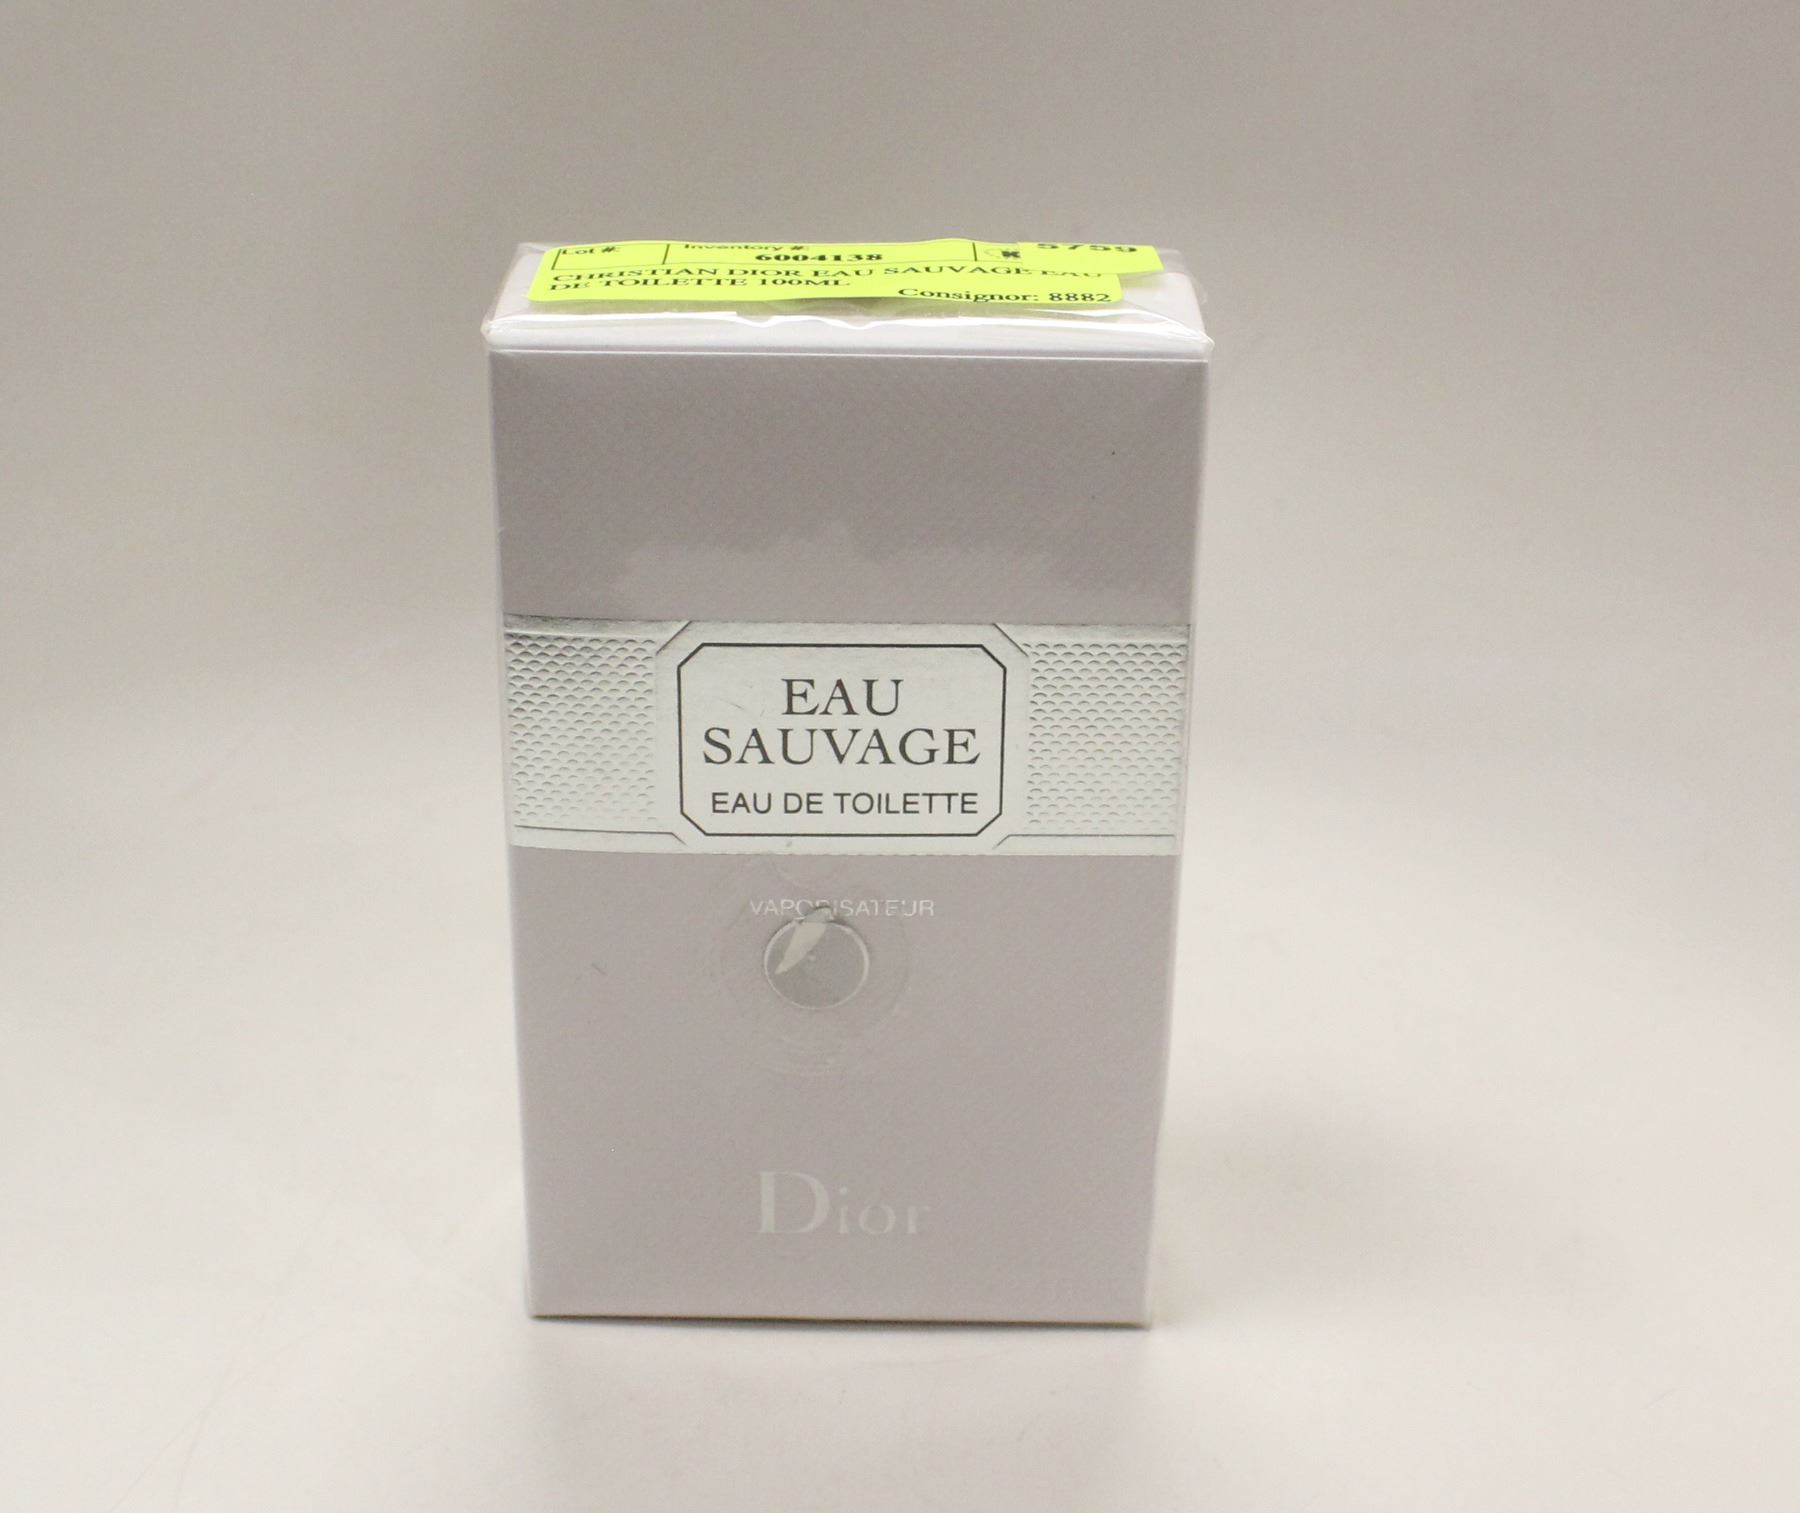 Lot #:
Inventory #:
6004138
5759
CHRISTIAN DIOR EAU SAUVAGE EAU
DE TOILETTE 100ML
Consignor: 8882
EAU
SAUVAGE
EAU DE TOILETTE
VAPORISATEUR
Dior